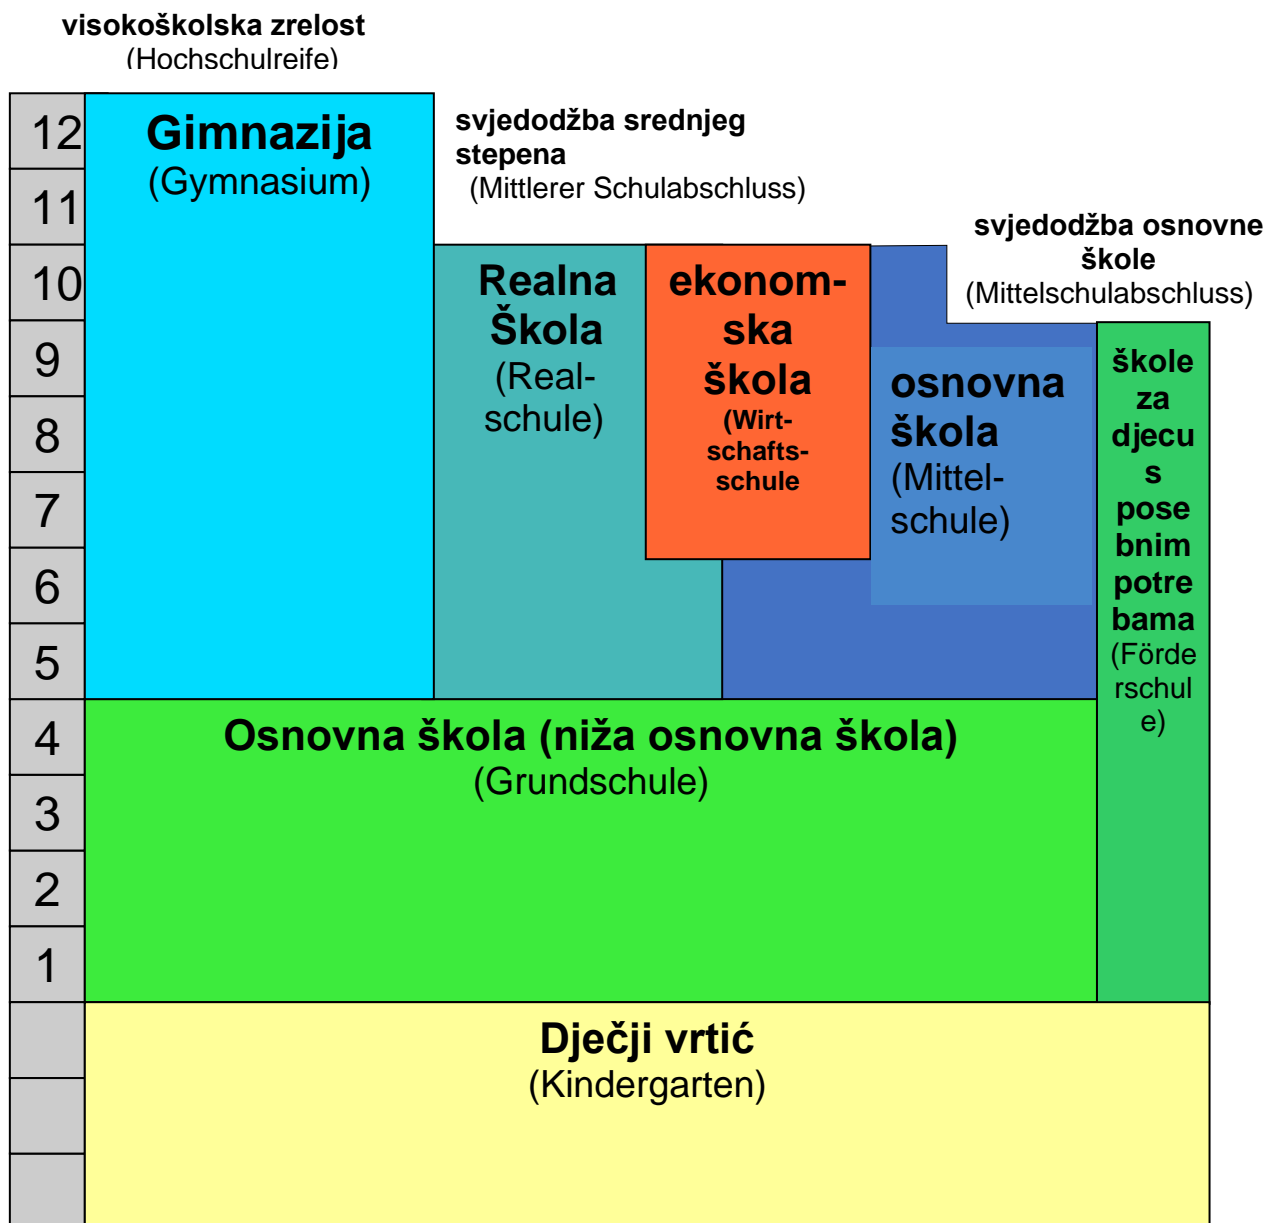 visokoškolska zrelost
(Hochschulreife)
12
11
10
9
8
7
6
5
4
3
2
1
Gimnazija
(Gymnasium)
svjedodžba srednjeg
stepena
(Mittlerer Schulabschluss)
svjedodžba osnovne
škole
(Mittelschulabschluss)
Realna
Škola
(Real-
schule)
ekonom-
ska
škola
(Wirt-
schafts-
schule
osnovna
škola
(Mittel-
schule)
škole
za
djecu
s
pose
bnim
potre
bama
(Förde
rschul
e)
Osnovna škola (niža osnovna škola)
(Grundschule)
Dječji vrtić
(Kindergarten)